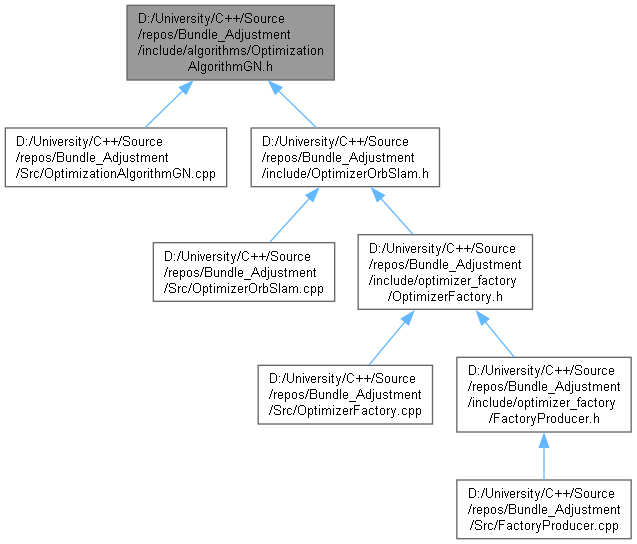 D:/University/C++/Source
/repos/Bundle_Adjustment
/include/algorithms/Optimization
AlgorithmGN.h
D:/University/C++/Source
/repos/Bundle_Adjustment
/Src/OptimizationAlgorithmGN.cpp
D:/University/C++/Source
/repos/Bundle_Adjustment
/include/OptimizerOrbSlam.h
D:/University/C++/Source
/repos/Bundle_Adjustment
/Src/OptimizerOrbSlam.cpp
D:/University/C++/Source
/repos/Bundle_Adjustment
/include/optimizer_factory
/OptimizerFactory.h
D:/University/C++/Source
/repos/Bundle_Adjustment
/Src/OptimizerFactory.cpp
D:/University/C++/Source
/repos/Bundle_Adjustment
/include/optimizer_factory
/FactoryProducer.h
D:/University/C++/Source
/repos/Bundle_Adjustment
/Src/FactoryProducer.cpp